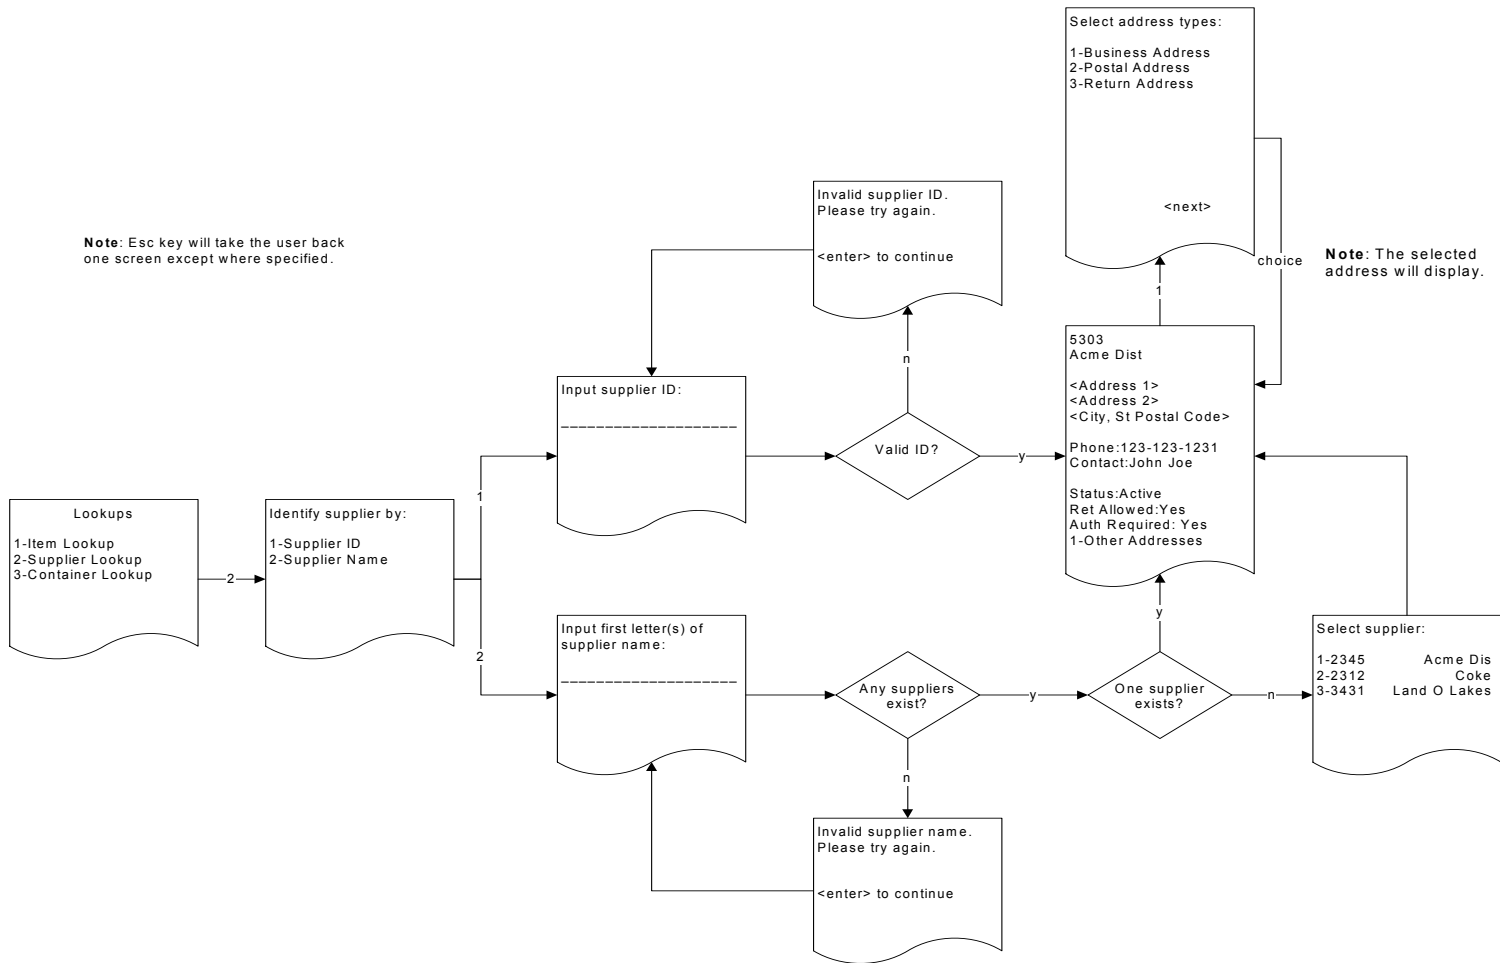 Select address types:
1-Business Address
2-Postal Address
3-Return Address
<next>
choice
Note: The selected
address will display.
Note: Esc key will take the user back
one screen except where specified.
Invalid supplier ID.
Please try again.
<enter> to continue
1
n
5303
Acme Dist
<Address 1>
<Address 2>
<City, St Postal Code>
Phone:123-123-1231
Contact:John Joe
Status:Active
Ret Allowed:Yes
Auth Required: Yes
1-Other Addresses
Input supplier ID:
____________________
Valid ID?
y
Lookups
1-Item Lookup
2-Supplier Lookup
3-Container Lookup
2
Identify supplier by:
1-Supplier ID
2-Supplier Name
1
2
Input first letter(s) of
supplier name:
____________________
Any suppliers
exist?
y
One supplier
exists?
y
n
Select supplier:
1-2345 Acme Dis
2-2312 Coke
3-3431 Land O Lakes
n
Invalid supplier name.
Please try again.
<enter> to continue